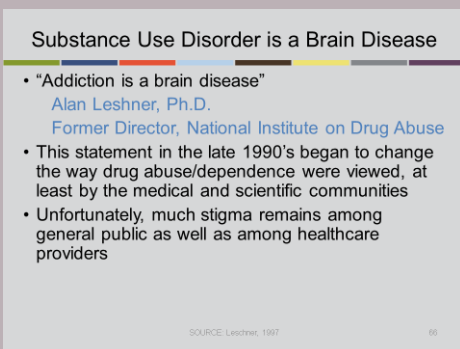 Substance Use Disorder is a Brain Disease
• “Addiction is a brain disease”
Alan Leshner, Ph.D.
Former Director, National Institute on Drug Abuse
• This statement in the late 1990’s began to change
the way drug abuse/dependence were viewed, at
least by the medical and scientific communities
• Unfortunately, much stigma remains among
general public as well as among healthcare
providers
SOURCE: Leschner, 1997
66